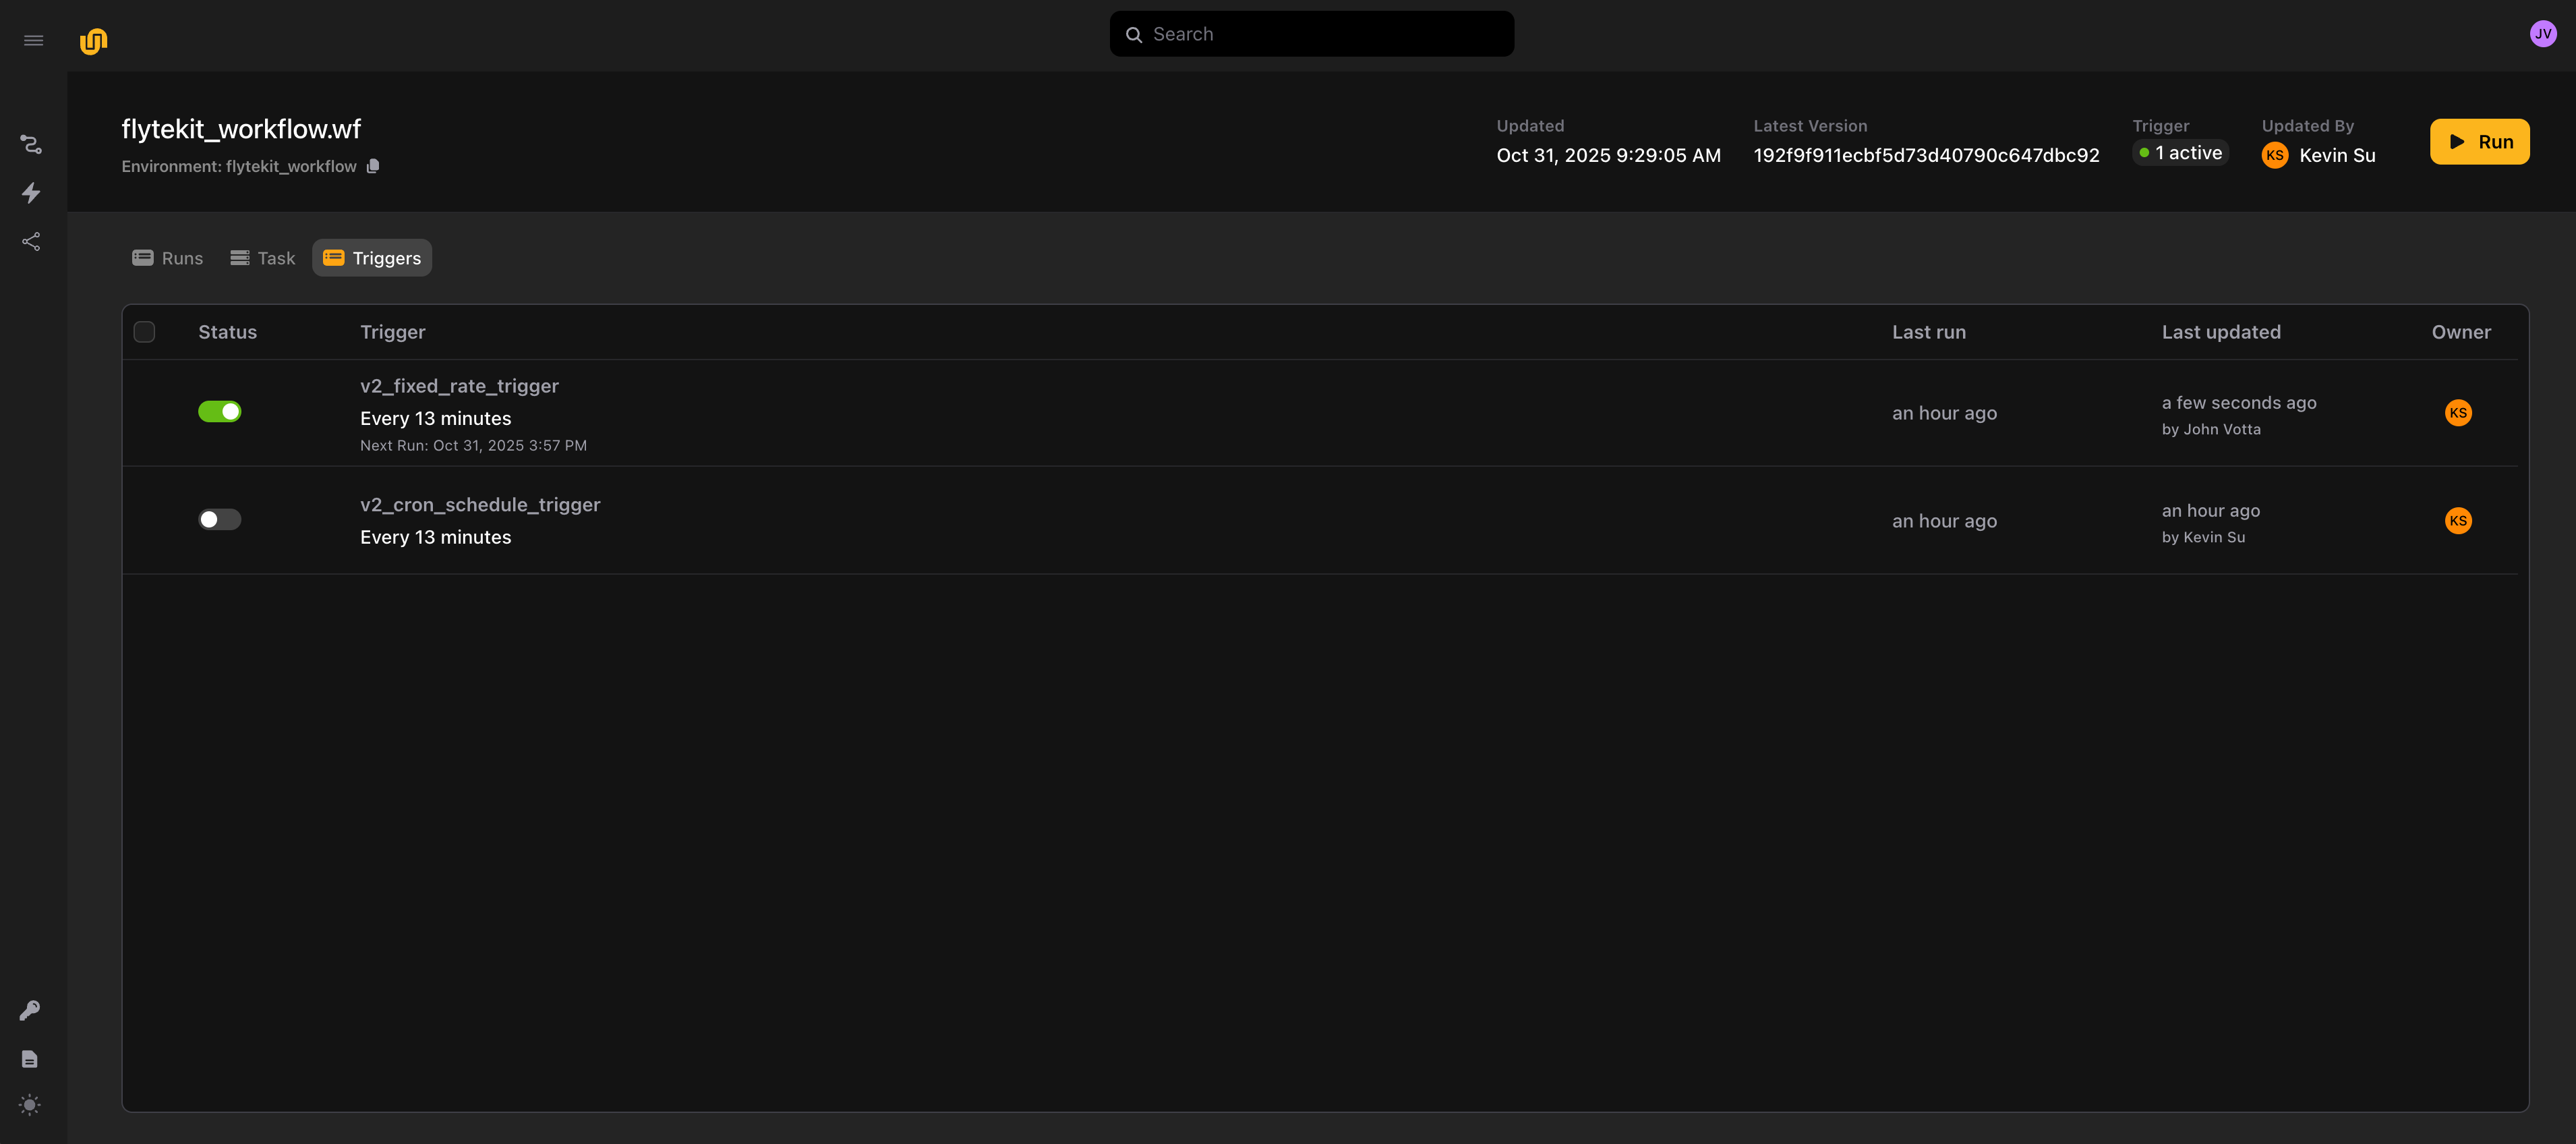 Search
JV
flytekit_workflow.wf
Environment: flytekit_workflow
Updated
Oct 31, 2025 9:29:05 AM
Latest Version
192f9f911ecbf5d73d40790c647dbc92
Trigger
1 active
Updated By
KS Kevin Su
Run
Runs
Task
Triggers
Status Trigger Last run Last updated Owner
v2_fixed_rate_trigger
Every 13 minutes
Next Run: Oct 31, 2025 3:57 PM
an hour ago
a few seconds ago
by John Votta
KS
v2_cron_schedule_trigger
Every 13 minutes
an hour ago
an hour ago
by Kevin Su
KS